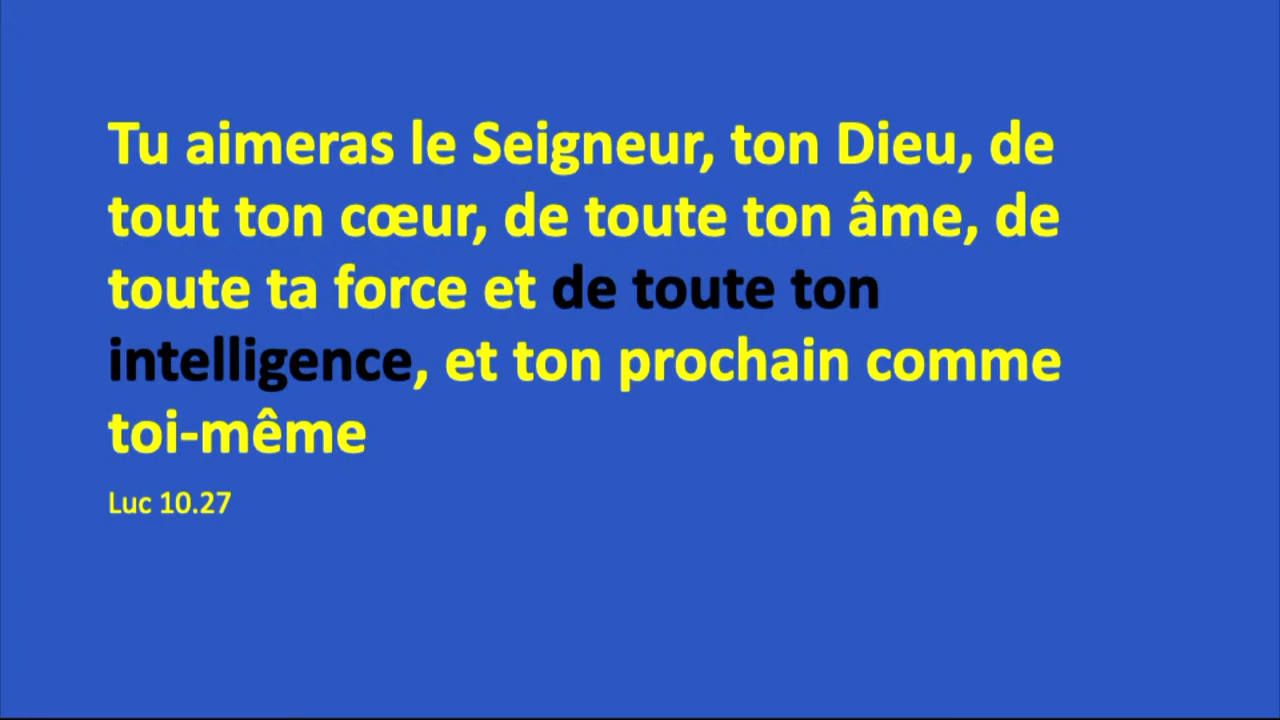 Tu aimeras le Seigneur, ton Dieu, de
tout ton cœur, de toute ton âme, de
toute ta force et de toute ton
intelligence, et ton prochain comme
toi-même
Luc 10.27